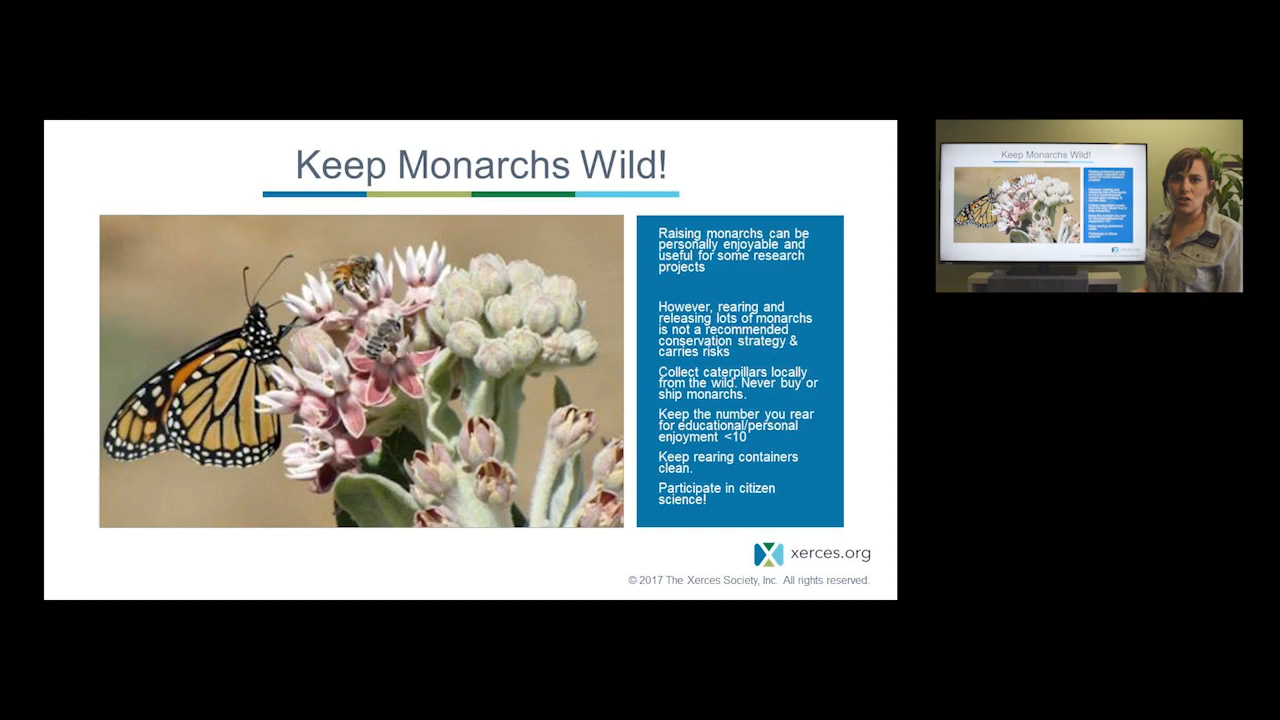 Keep Monarchs Wild!
Raising monarchs can be
personally enjoyable and
useful for some research
projects
However, rearing and
releasing lots of monarchs
is not a recommended
conservation strategy &
carries risks
Collect caterpillars locally
from the wild. Never buy or
ship monarchs.
Keep the number you rear
for educational/personal
enjoyment <10
Keep rearing containers
clean.
Participate in citizen
science!
xerces.org
© 2017 The Xerces Society, Inc. All rights reserved.
Keep Monarchs Wild!